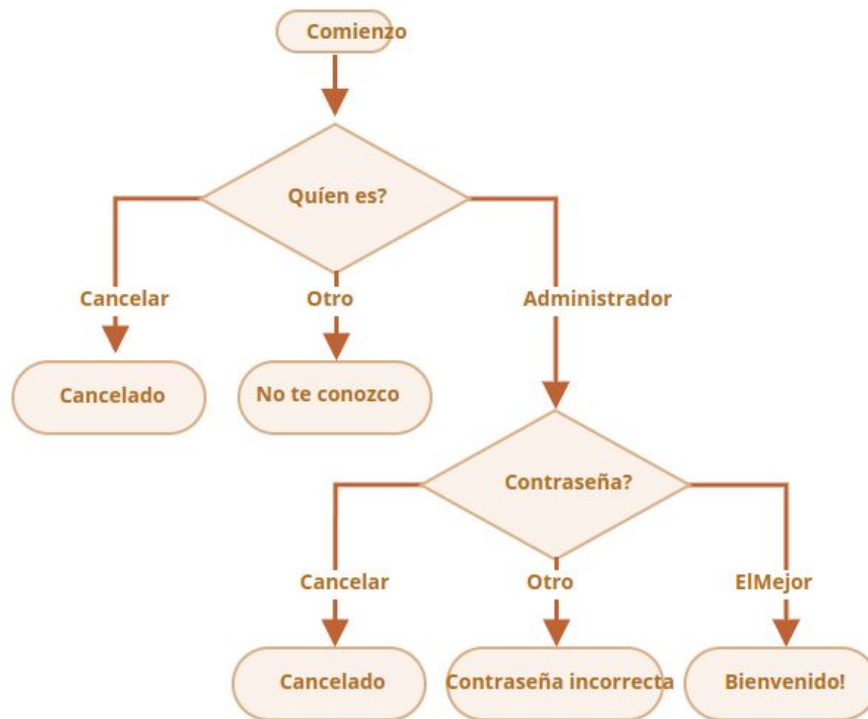 Comienzo
Quíen es?
Cancelar
Otro
Administrador
Cancelado
No te conozco
Contraseña?
Cancelar
Otro
ElMejor
Cancelado
Contraseña incorrecta
Bienvenido!